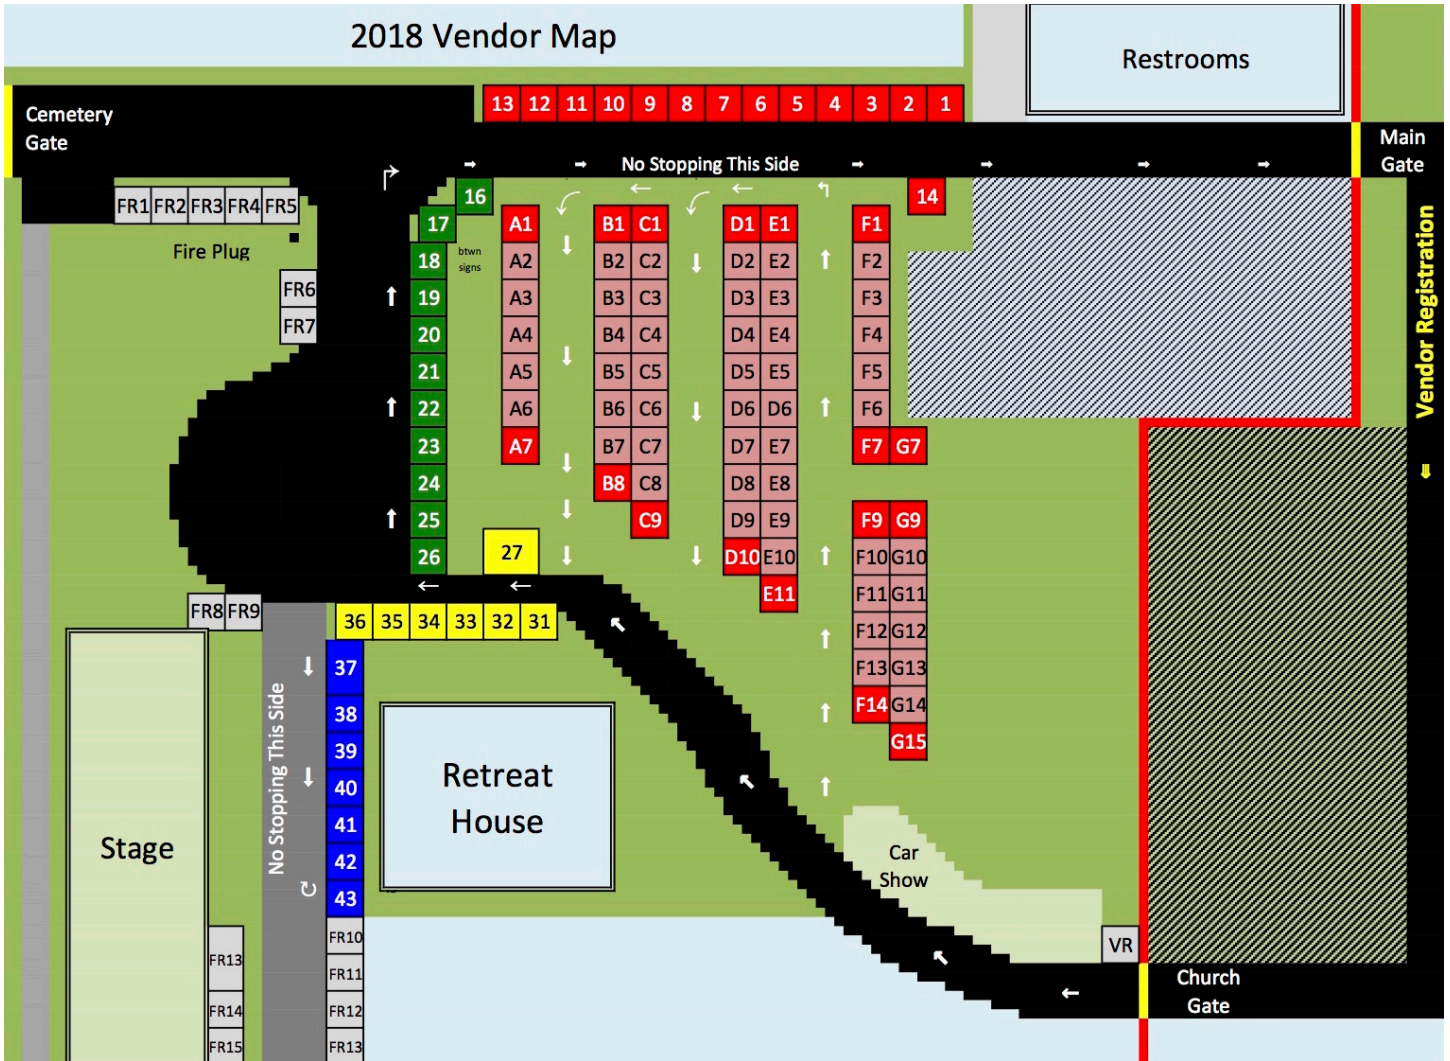 2018 Vendor Map
Restrooms
Cemetery
Gate
13 12 11 10 9 8 7 6 5 4 3 2 1
Main
Gate
No Stopping This Side
FR1 FR2 FR3 FR4 FR5
16
14
17
A1 B1 C1 D1 E1 F1
Fire Plug
18
btwn
signs
A2 B2 C2 D2 E2 F2
FR6
19 A3 B3 C3 D3 E3 F3
FR7
20 A4 B4 C4 D4 E4 F4
21 A5 B5 C5 D5 E5 F5
22 A6 B6 C6 D6 D6 F6
23 A7 B7 C7 D7 E7 F7 G7
24 B8 C8 D8 E8
25 C9 D9 E9 F9 G9
26 27 D10 E10 F10 G10
E11 F11 G11
Vendor Registration
FR8 FR9
36 35 34 33 32 31
F12 G12
37 F13 G13
38 F14 G14
39 G15
40
41
42
43
No Stopping This Side
Retreat
House
Stage
Car
Show
FR10
VR
FR13
FR11
FR14
FR12
FR15
FR13
Church
Gate